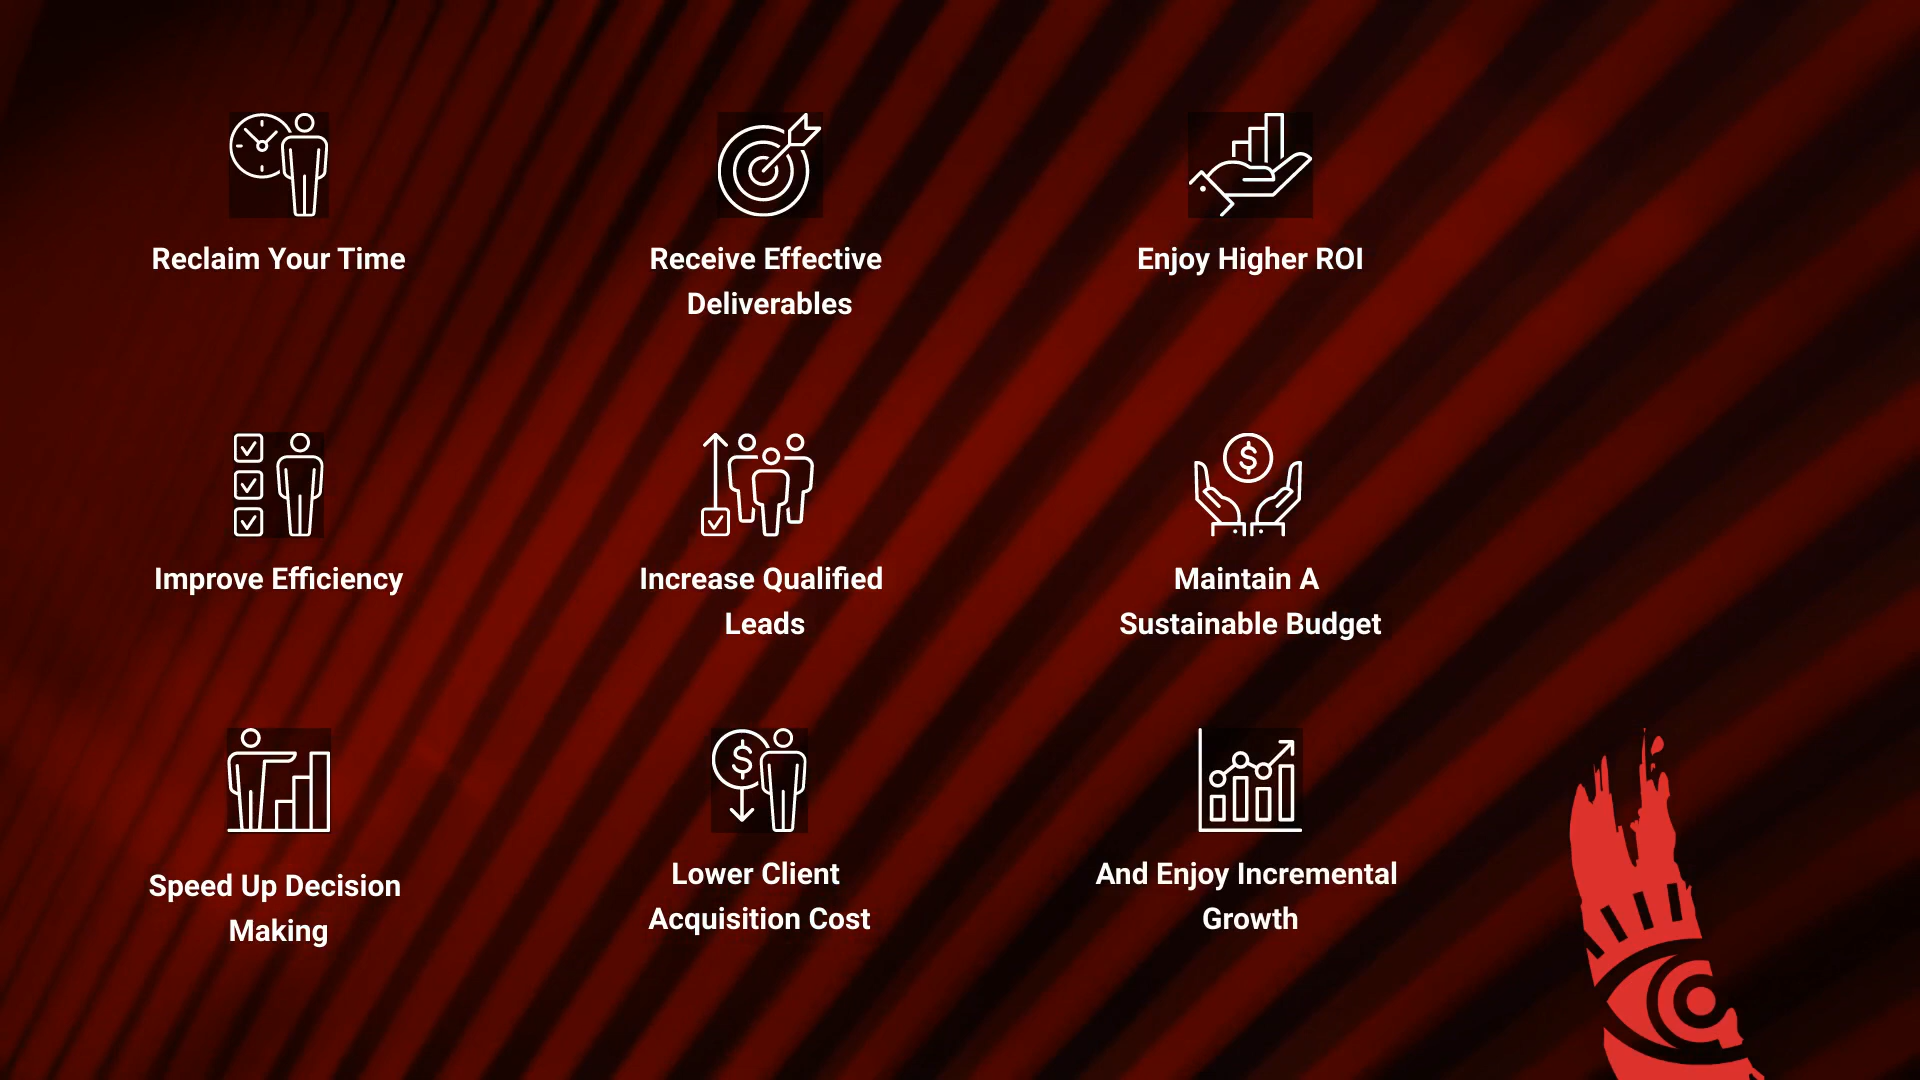 Reclaim Your Time
Receive Effective
Deliverables
Enjoy Higher ROI
Improve Efficiency
Increase Qualified
Leads
Maintain A
Sustainable Budget
Speed Up Decision
Making
Lower Client
Acquisition Cost
And Enjoy Incremental
Growth